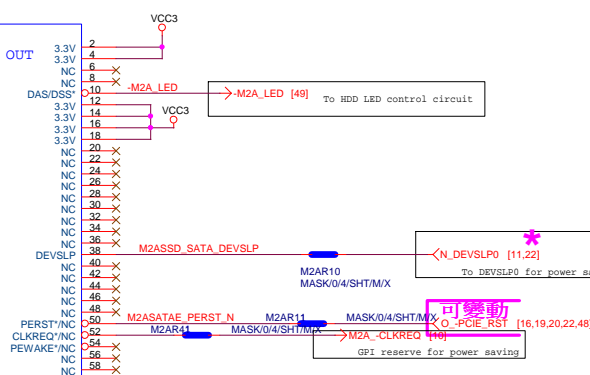 VCC3
OUT
3.3V 2
3.3V 4
NC 6
NC 8
DAS/DSS* 10 -M2A_LED -M2A_LED [49] To HDD LED control circuit
3.3V 12
3.3V 14 VCC3
3.3V 16
3.3V 18
NC 20
NC 22
NC 24
NC 26
NC 28
NC 30
NC 32
NC 34
NC 36
DEVSLP 38 M2ASSD_SATA_DEVSLP N_DEVSLP0 [11,22]
M2AR10 To DEVSLP0 for power sa
MASK/0/4/SHT/M/X
NC 40
NC 42
NC 44
NC 46
NC 48
可變動
PERST*/NC 50 M2ASATAE_PERST_N M2AR11 MASK/0/4/SHT/M/X O_-PCIE_RST [16,19,20,22,48]
CLKREQ*/NC 52 M2AR41 MASK/0/4/SHT/M/X M2A_-CLKREQ [10]
PEWAKE*/NC 54
GPI reserve for power saving
NC 56
NC 58